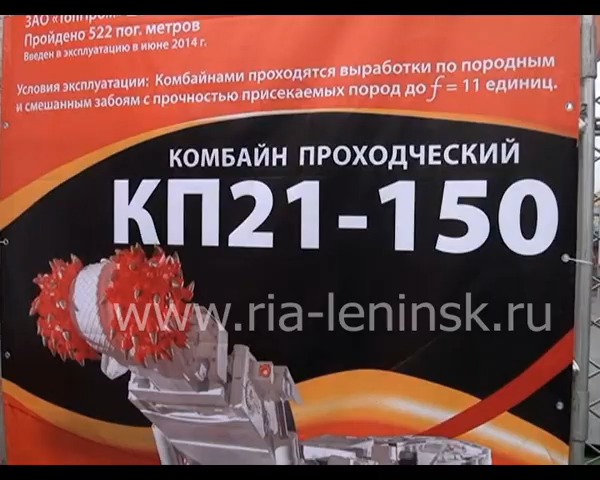 ЗАО
Пройдено 522 пог. метров
Введен в эксплуатацию в июне 2014 г.
Условия эксплуатации: Комбайнами проходятся выработки по породным
и смешанным забоям с прочностью присекаемых пород до f = 11 единиц.
КОМБАЙН ПРОХОДЧЕСКИЙ
КП21-150
www.ria-leninsk.ru